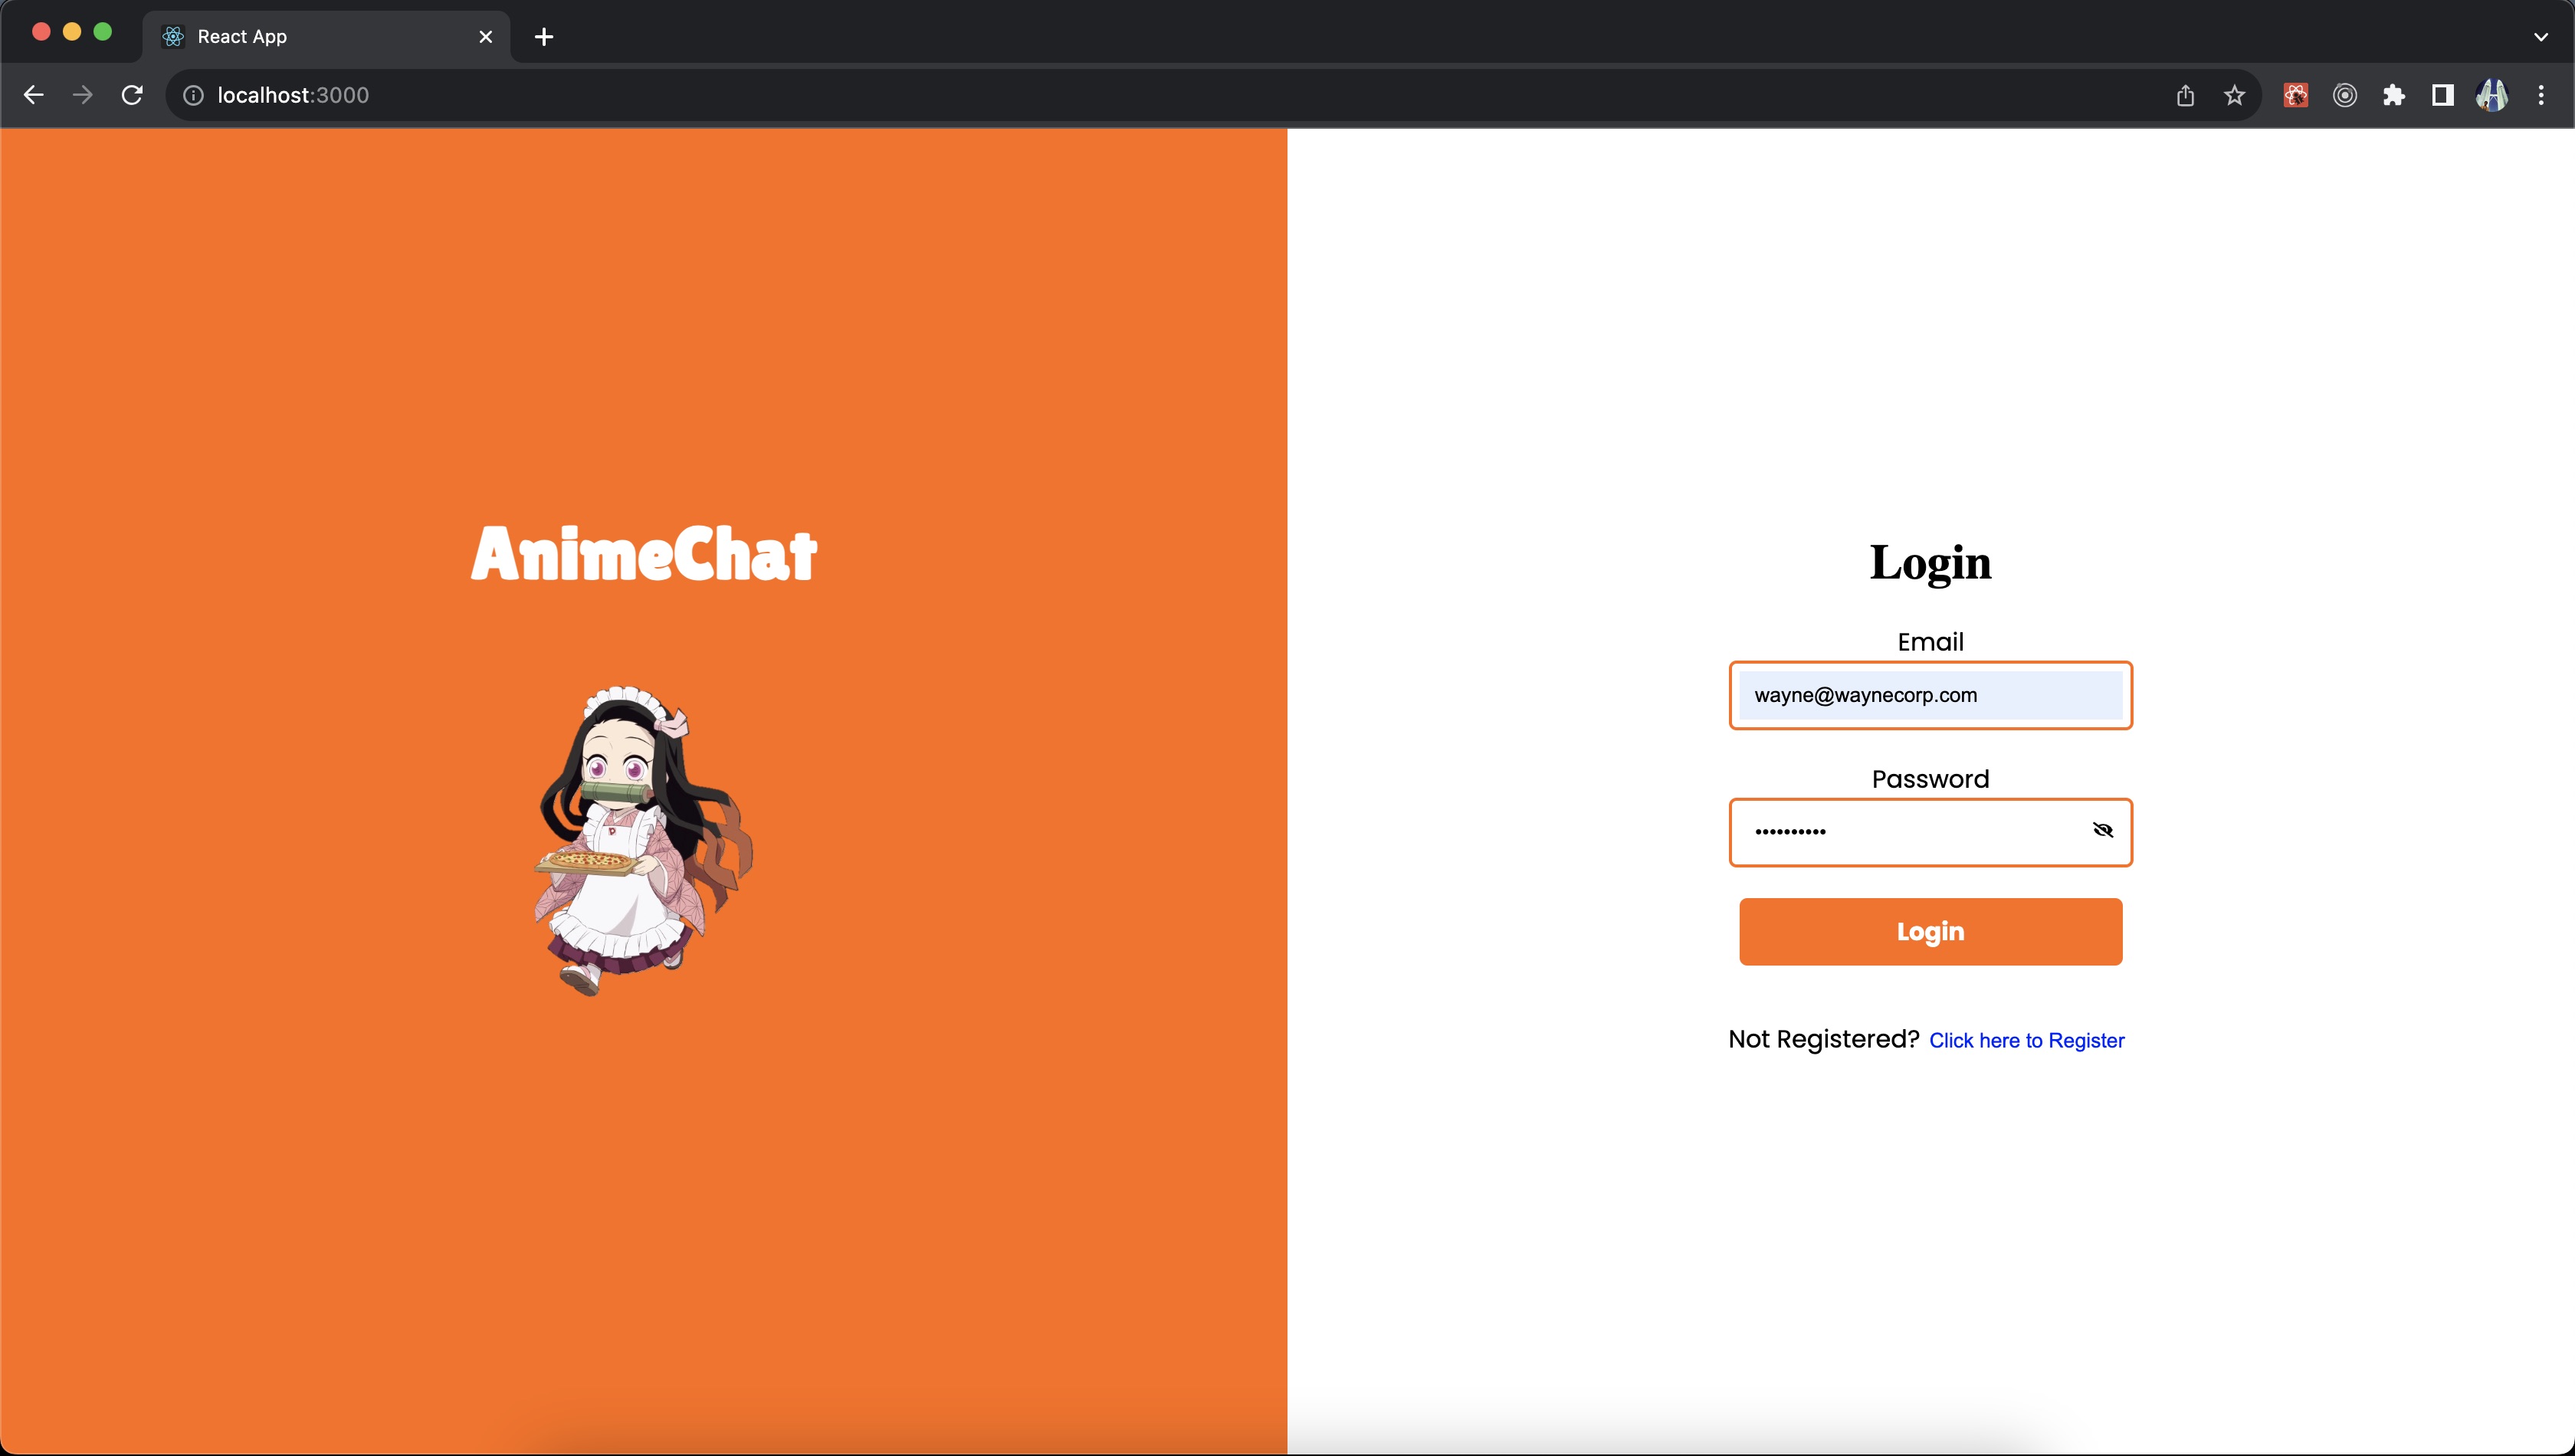 React App
localhost:3000
AnimeChat
Login
Email
wayne@waynecorp.com
Password
••••••••••
Login
Not Registered? Click here to Register